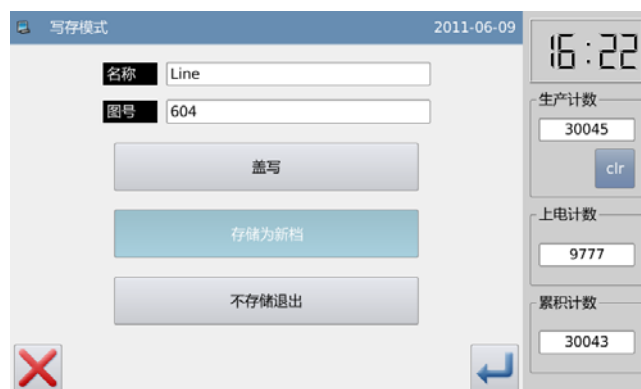 写存模式 2011-06-09
名称 Line
图号 604
盖写
存储为新档
不存储退出
16:22
生产计数
30045
clr
上电计数
9777
累积计数
30043